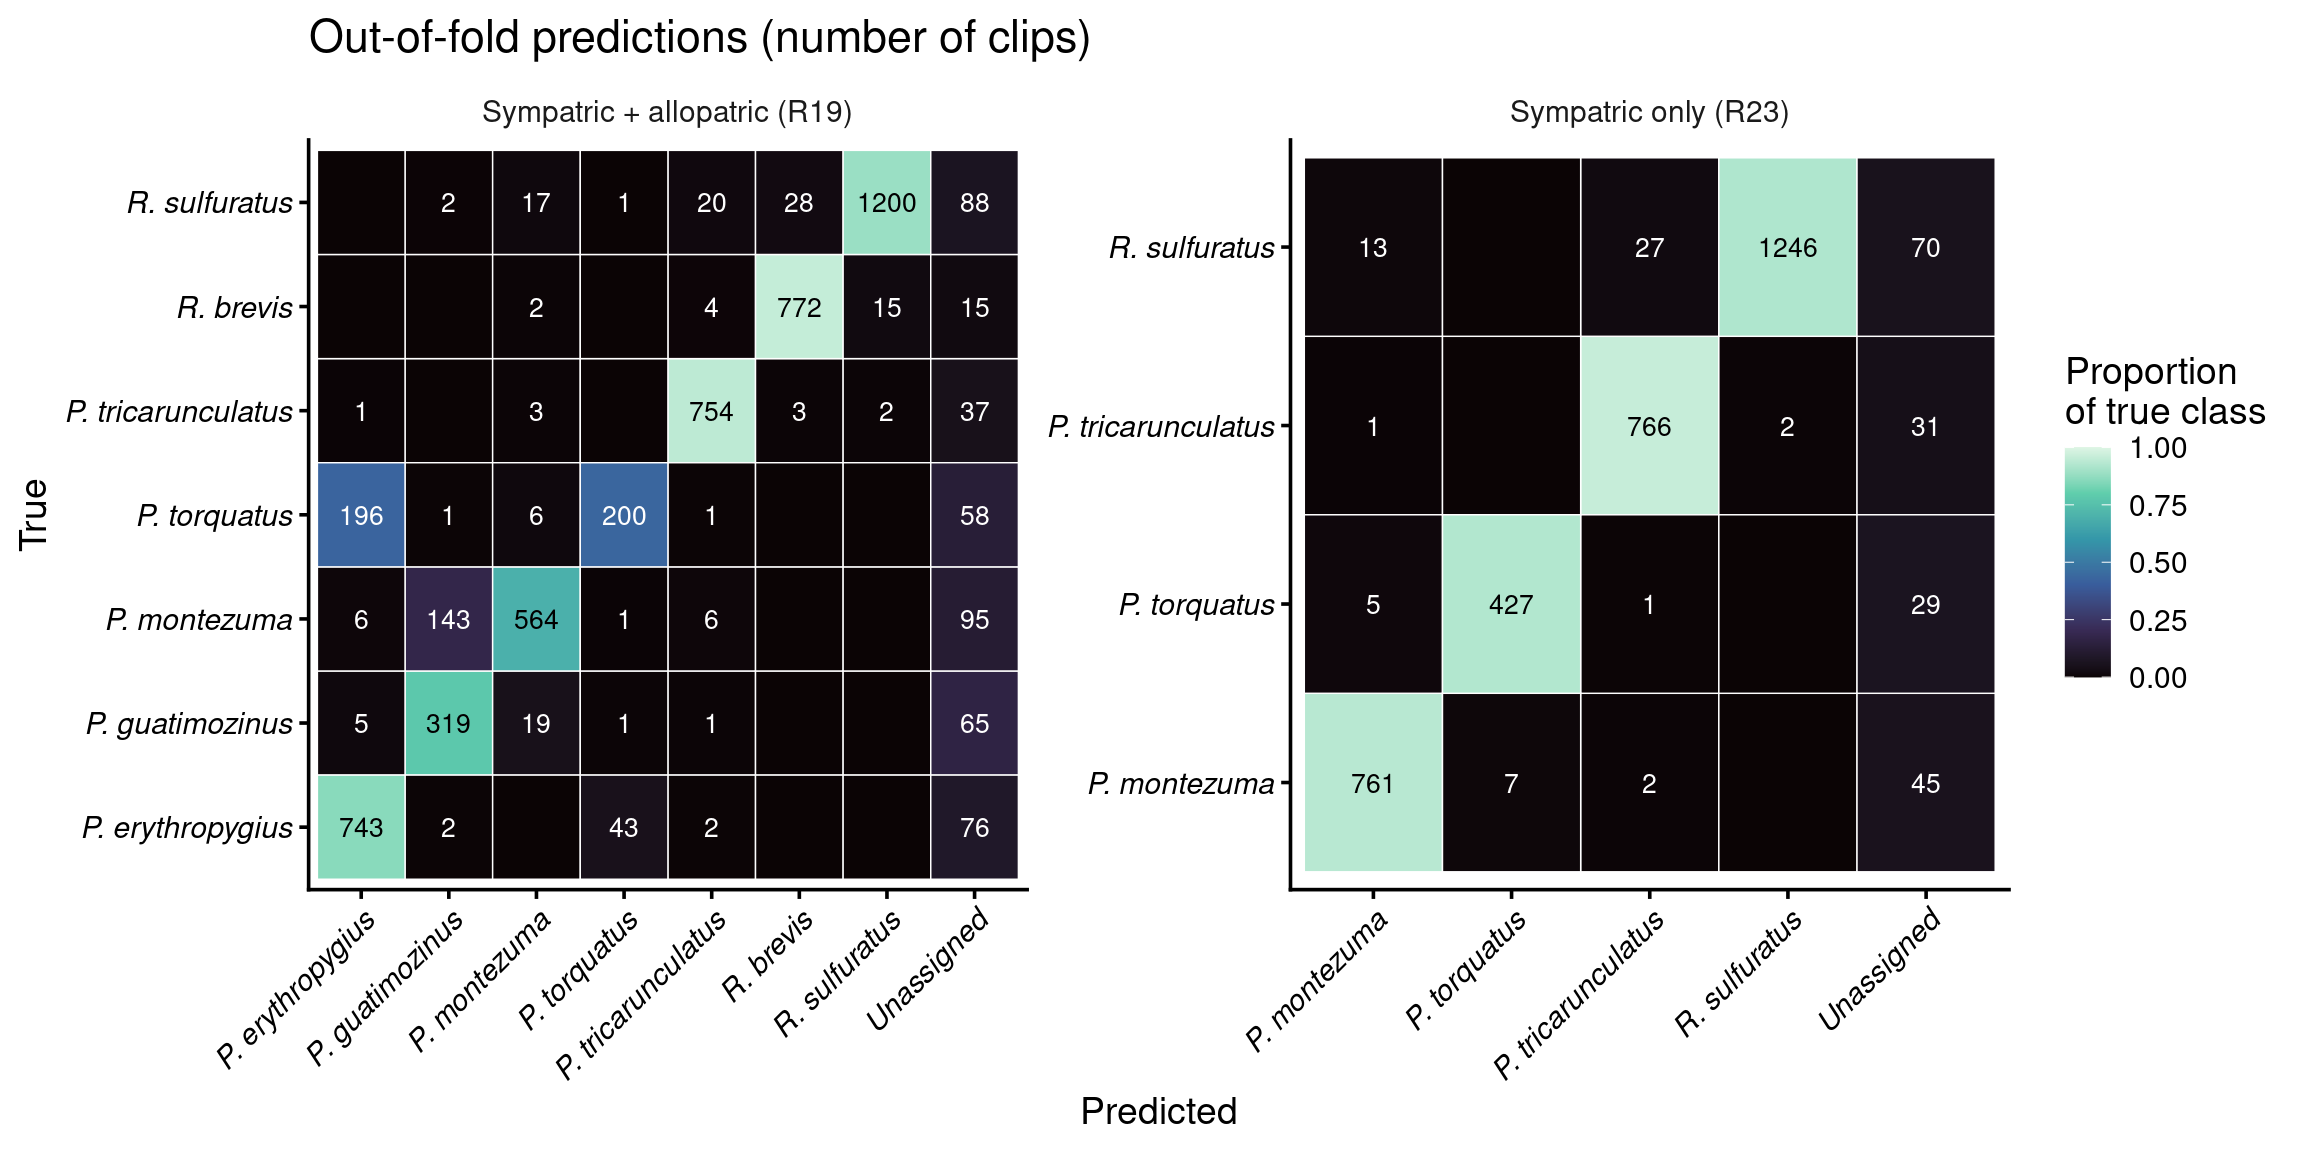 Out-of-fold predictions (number of clips)
Sympatric + allopatric (R19)
True
R. sulfuratus 2 17 1 20 28 1200 88
R. brevis 2 4 772 15 15
P. tricarunculatus 1 3 754 3 2 37
P. torquatus 196 1 6 200 1 58
P. montezuma 6 143 564 1 6 95
P. guatimozinus 5 319 19 1 1 65
P. erythropygius 743 2 43 2 76
P. erythropygius
P. guatimozinus
P. montezuma
P. torquatus
P. tricarunculatus
R. brevis
R. sulfuratus
Unassigned
Sympatric only (R23)
R. sulfuratus 13 27 1246 70
P. tricarunculatus 1 766 2 31
P. torquatus 5 427 1 29
P. montezuma 761 7 2 45
P. montezuma
P. torquatus
P. tricarunculatus
R. sulfuratus
Unassigned
Predicted
Proportion
of true class
1.00
0.75
0.50
0.25
0.00